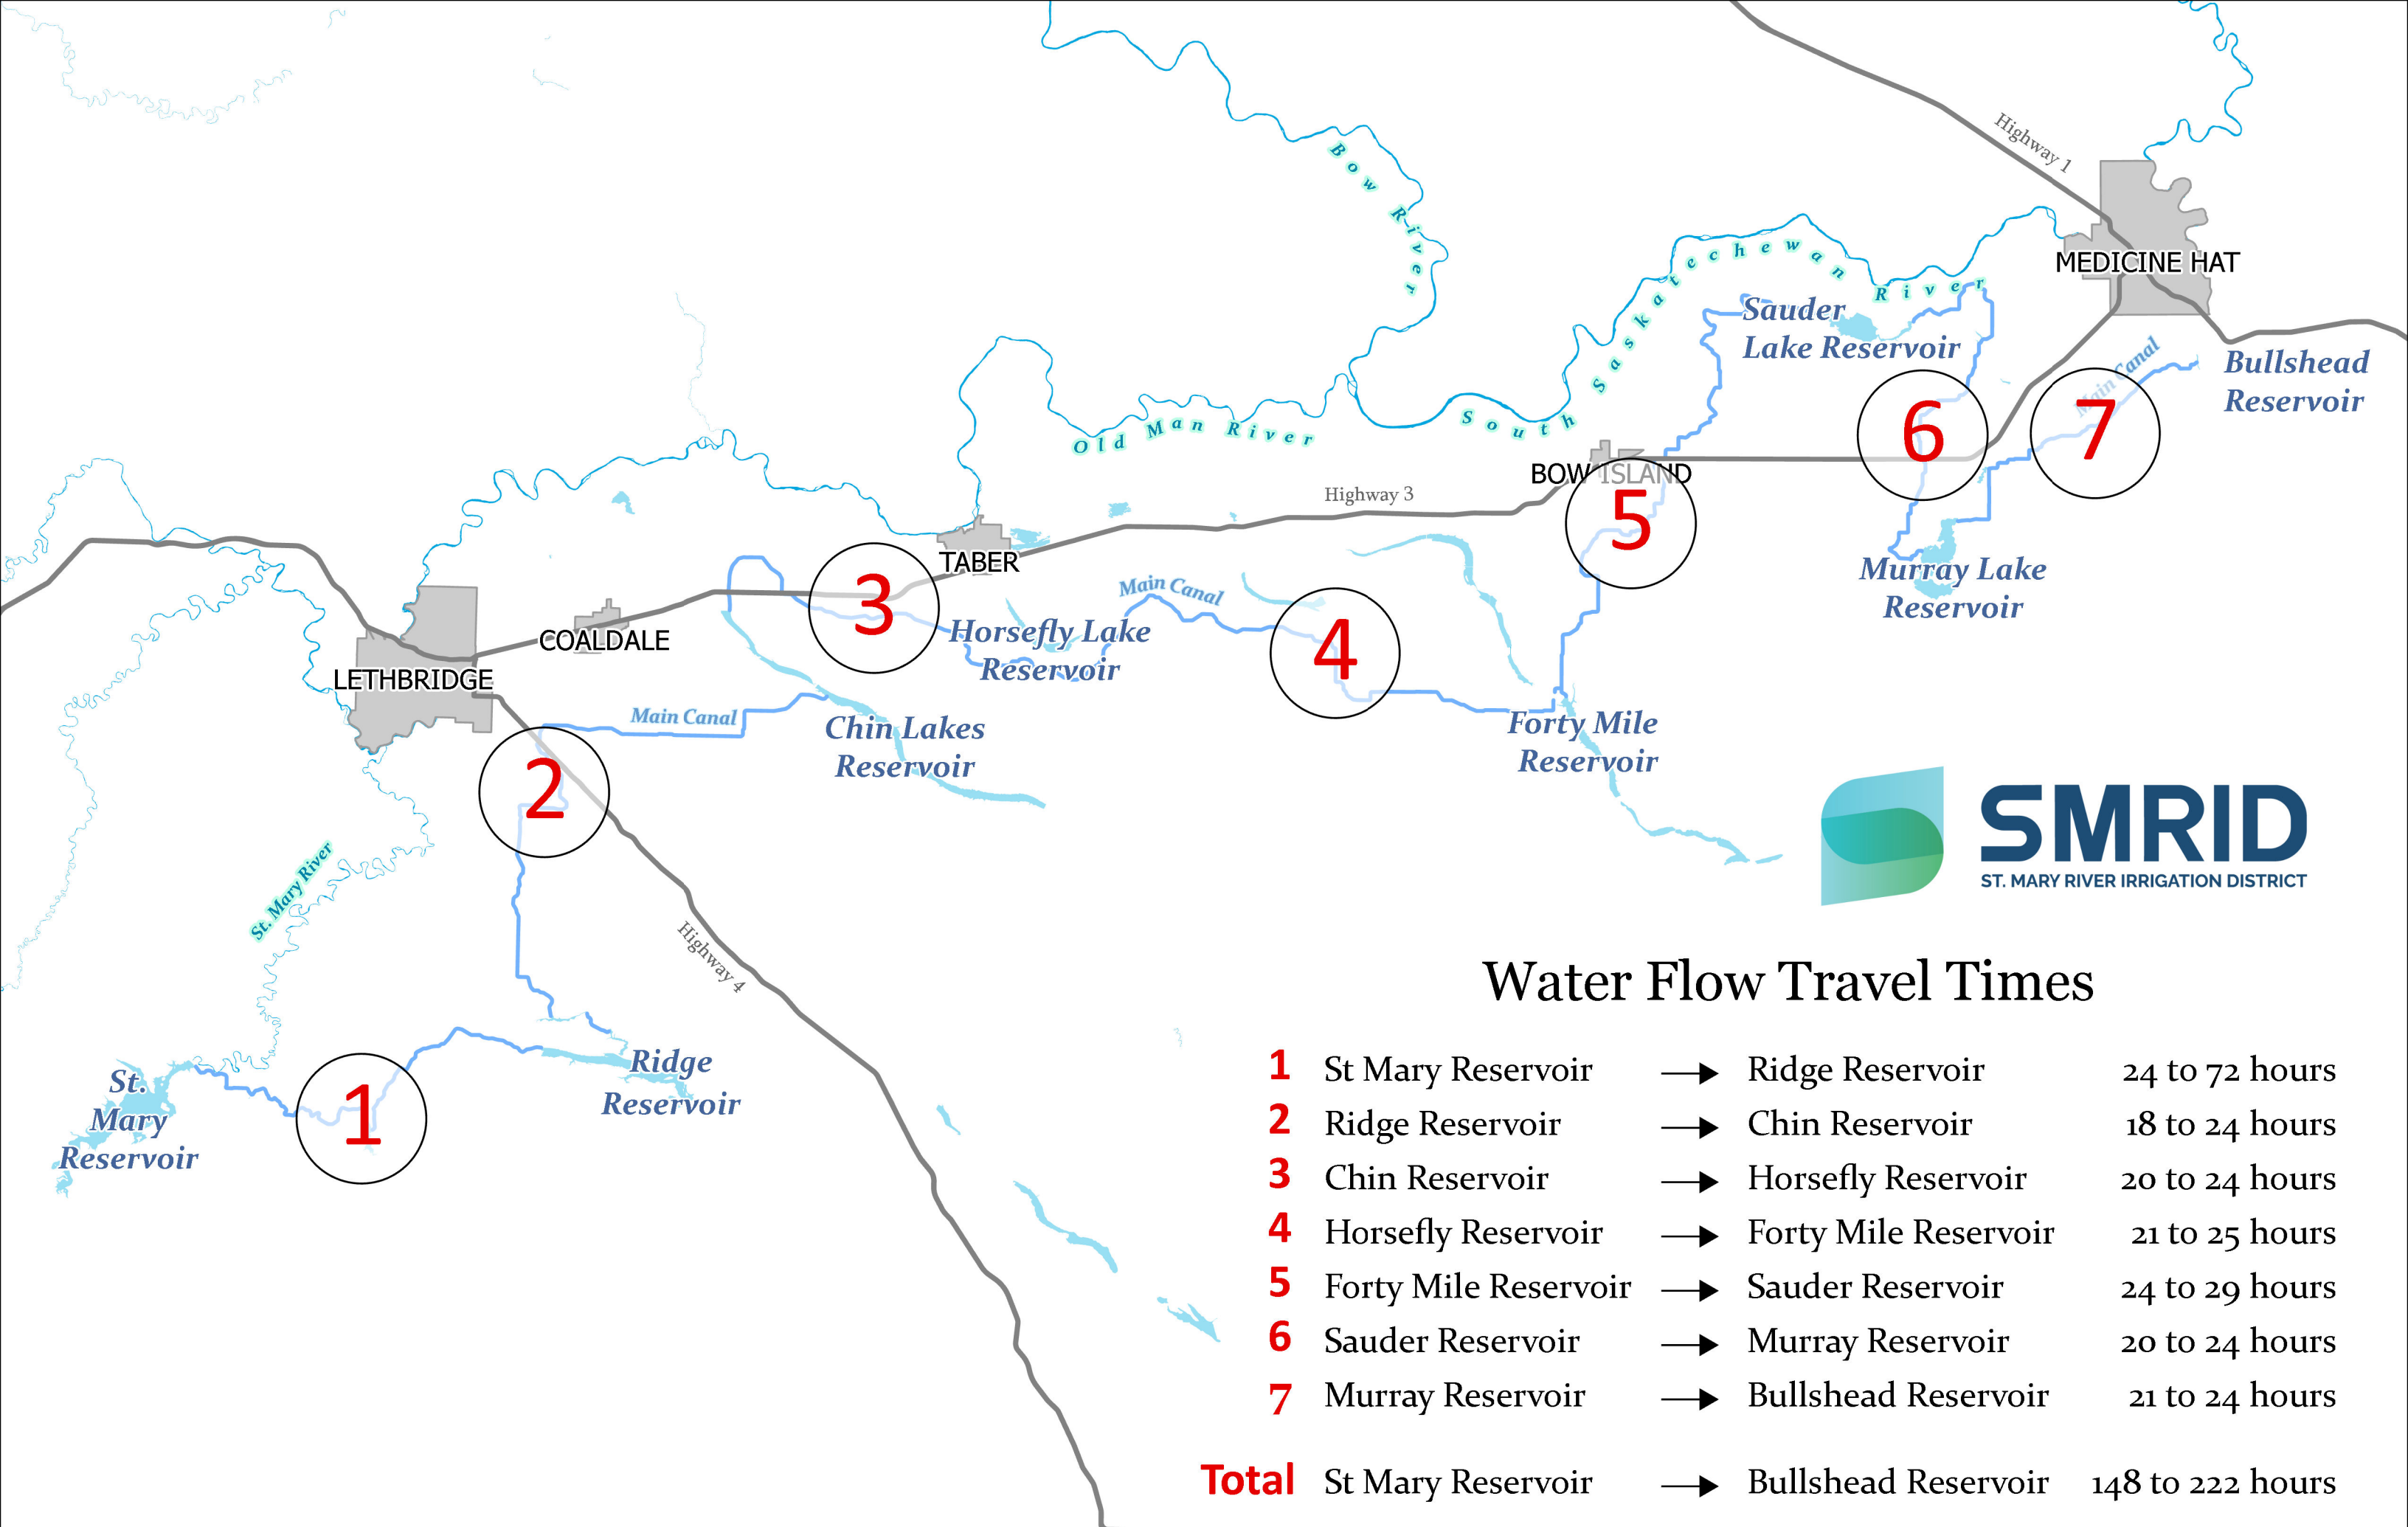 Highway 1
Bow River
MEDICINE HAT
South Saskatechewan River
Sauder
Lake Reservoir
Bullshead
Reservoir
Main Canal
6
7
Old Man River
BOW ISLAND
Highway 3
5
TABER
Murray Lake
Reservoir
3
Main Canal
COALDALE
Horsefly Lake
Reservoir
4
LETHBRIDGE
Main Canal
Chin Lakes
Reservoir
Forty Mile
Reservoir
2
SMRID
ST. MARY RIVER IRRIGATION DISTRICT
St. Mary River
Highway 4
Ridge
Reservoir
St.
Mary
Reservoir
1
Water Flow Travel Times
1 St Mary Reservoir → Ridge Reservoir 24 to 72 hours
2 Ridge Reservoir → Chin Reservoir 18 to 24 hours
3 Chin Reservoir → Horsefly Reservoir 20 to 24 hours
4 Horsefly Reservoir → Forty Mile Reservoir 21 to 25 hours
5 Forty Mile Reservoir → Sauder Reservoir 24 to 29 hours
6 Sauder Reservoir → Murray Reservoir 20 to 24 hours
7 Murray Reservoir → Bullshead Reservoir 21 to 24 hours
Total St Mary Reservoir → Bullshead Reservoir 148 to 222 hours